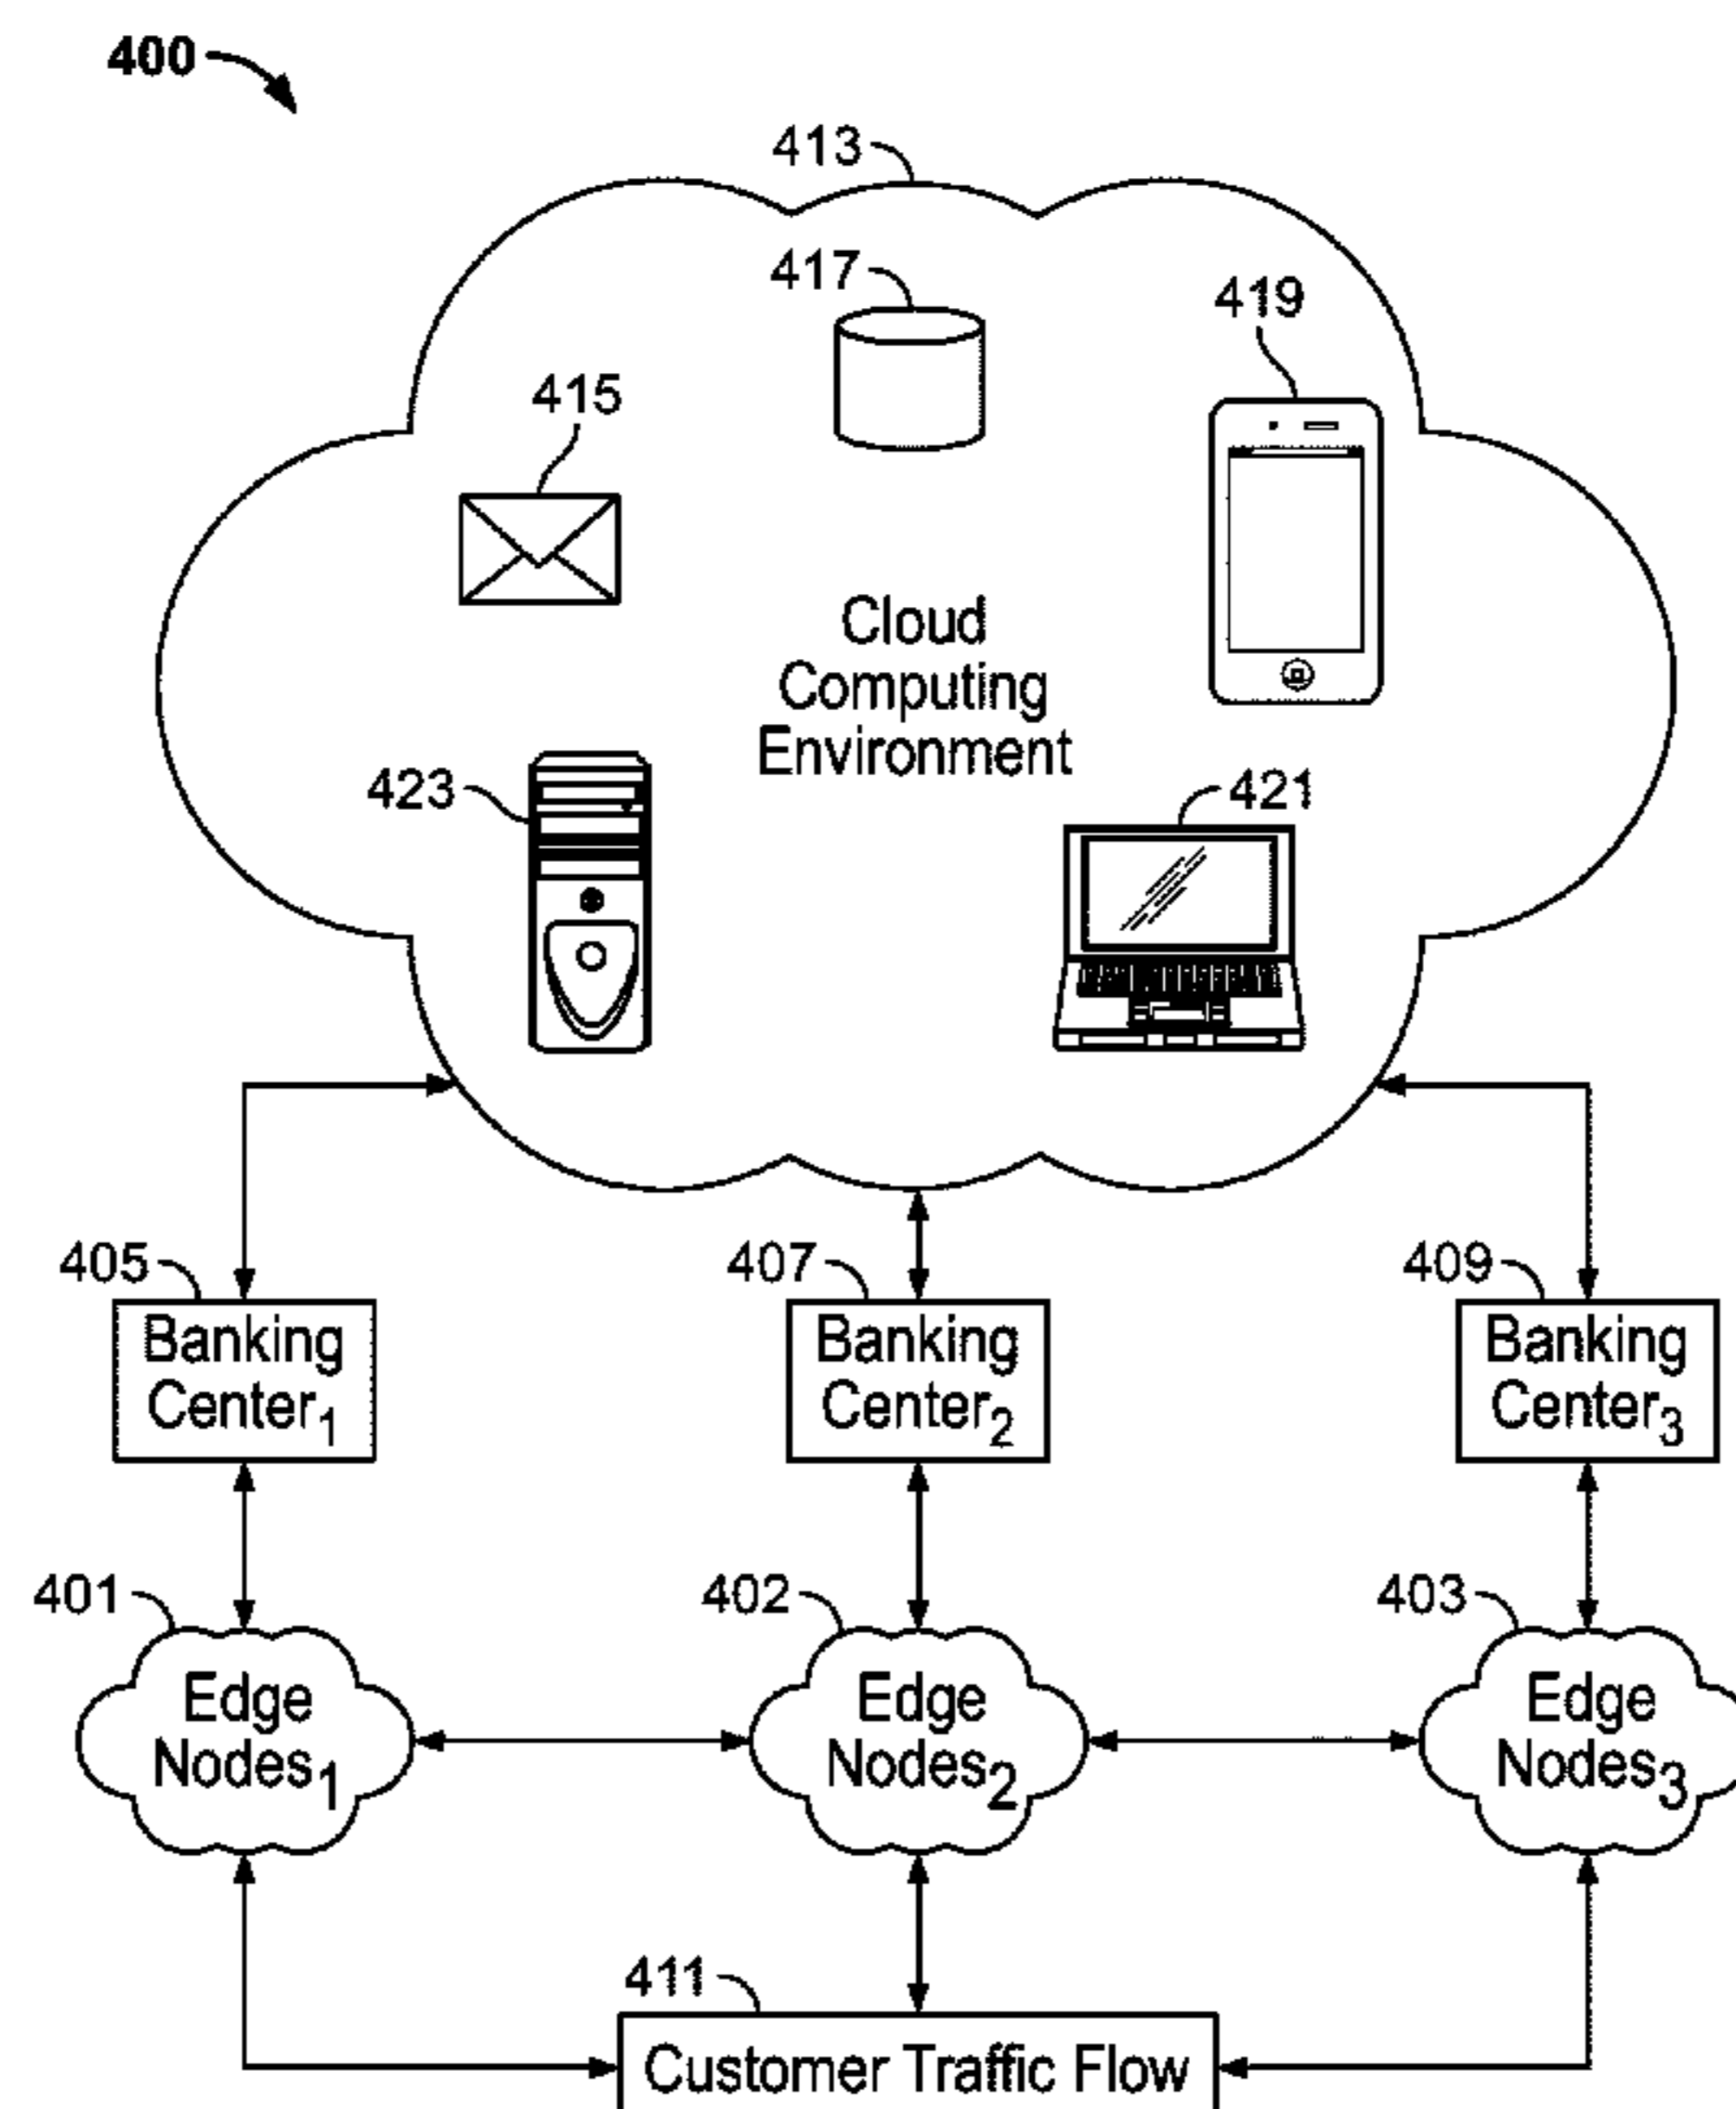 400
413
417
419
415
Cloud
Computing
Environment
423
421
405
407
409
Banking
Center1
Banking
Center2
Banking
Center3
401
402
403
Edge
Nodes1
Edge
Nodes2
Edge
Nodes3
411
Customer Traffic Flow